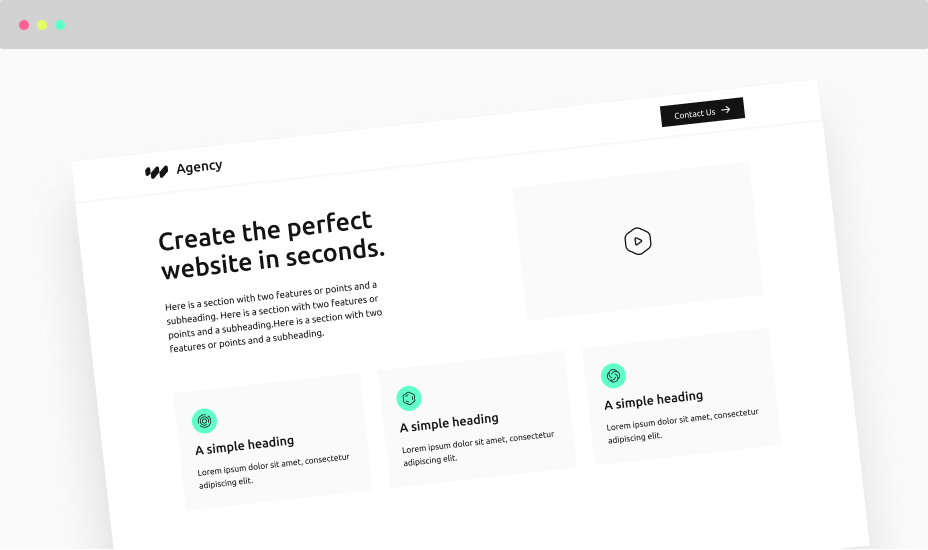 Agency
Contact Us
Create the perfect
website in seconds.
Here is a section with two features or points and a
subheading. Here is a section with two features or
points and a subheading.Here is a section with two
features or points and a subheading.
A simple heading
Lorem ipsum dolor sit amet, consectetur
adipiscing elit.
A simple heading
Lorem ipsum dolor sit amet, consectetur
adipiscing elit.
A simple heading
Lorem ipsum dolor sit amet, consectetur
adipiscing elit.